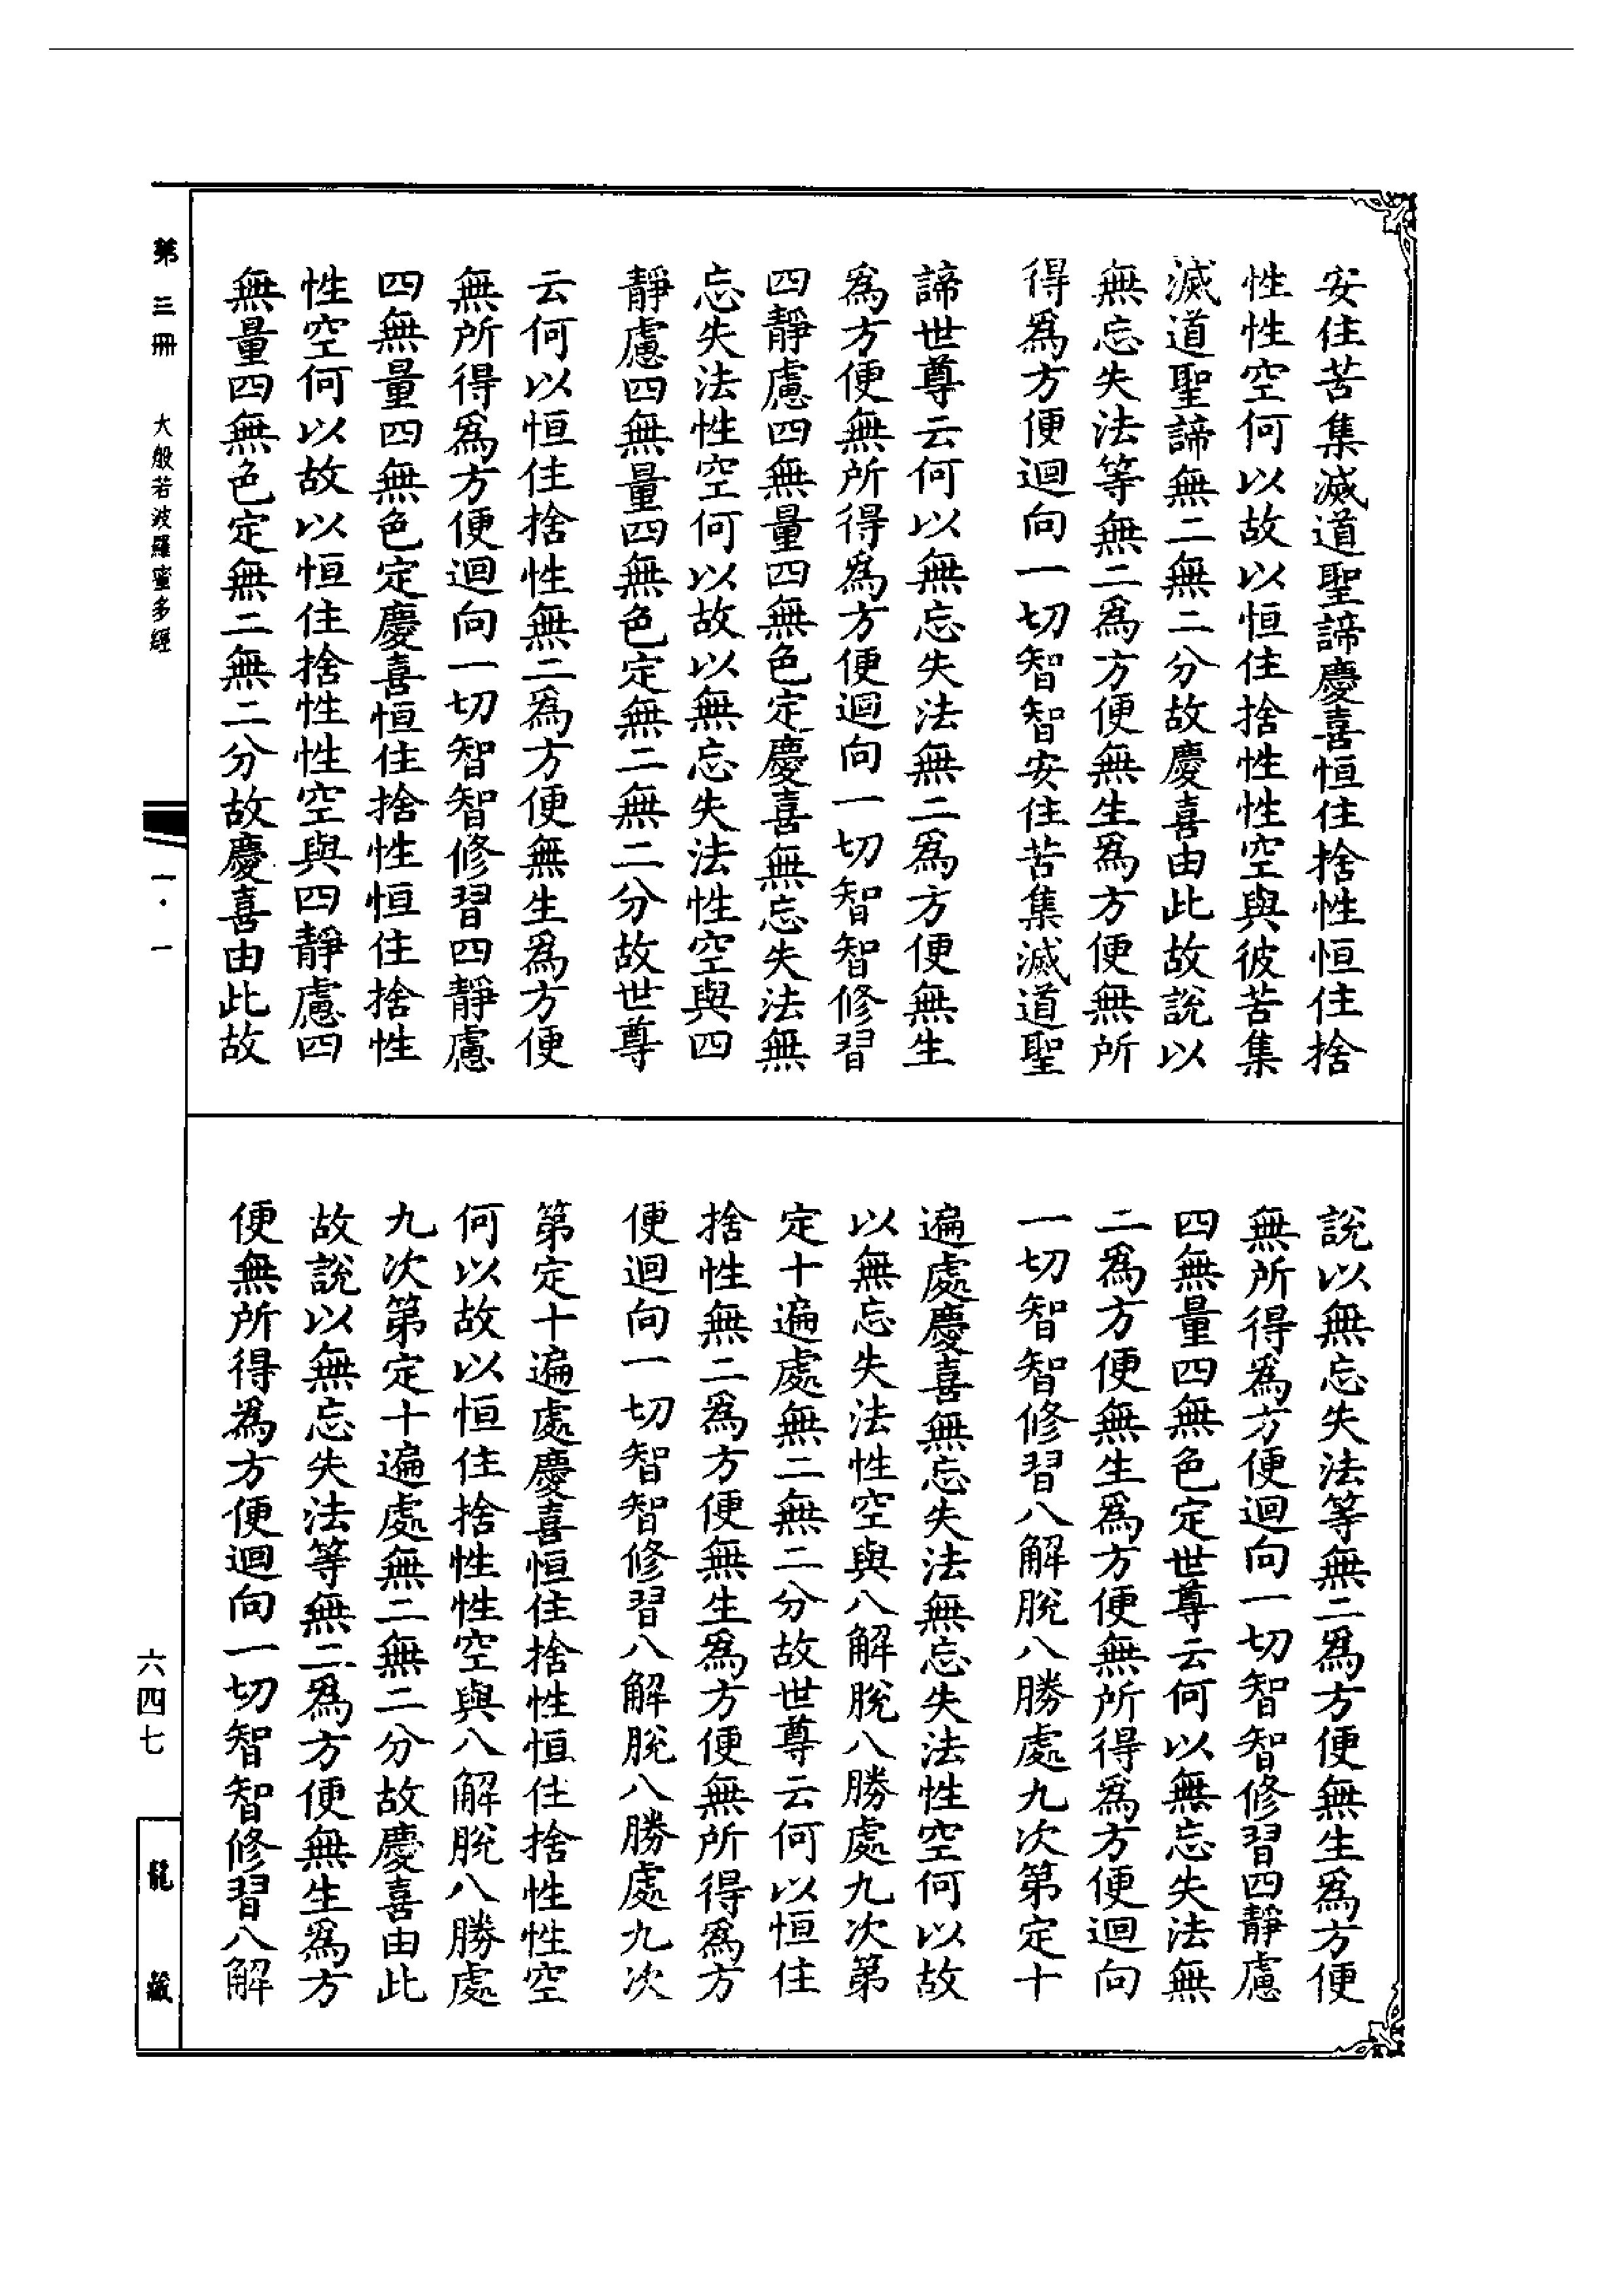 安住苦集滅道聖諦慶喜恒住捨性恒住捨
性性空何以故以恒住捨性性空與彼苦集
滅道聖諦無二無二分故慶喜由此故說以
無忘失法等無二爲方便無生爲方便無所
得爲方便迴向一切智智安住苦集滅道聖
諦世尊云何以無忘失法無二爲方便無生
爲方便無所得爲方便迴向一切智智修習
四靜慮四無量四無色定慶喜無忘失法無
忘失法性空何以故以無忘失法性空與四
靜慮四無量四無色定無二無二分故世尊
云何以恒住捨性無二爲方便無生爲方便
無所得爲方便迴向一切智智修習四靜慮
四無量四無色定慶喜恒住捨性恒住捨性
性空何以故以恒住捨性性空與四靜慮四
無量四無色定無二無二分故慶喜由此故
說以無忘失法等無二爲方便無生爲方便
無所得爲方便迴向一切智智修習四靜慮
四無量四無色定世尊云何以無忘失法無
二爲方便無生爲方便無所得爲方便迴向
一切智智修習八解脫八勝處九次第定十
遍處慶喜無忘失法無忘失法性空何以故
以無忘失法性空與八解脫八勝處九次第
定十遍處無二無二分故世尊云何以恒住
捨性無二爲方便無生爲方便無所得爲方
便迴向一切智智修習八解脫八勝處九次
第定十遍處慶喜恒住捨性恒住捨性性空
何以故以恒住捨性性空與八解脫八勝處
九次第定十遍處無二無二分故慶喜由此
故說以無忘失法等無二爲方便無生爲方
便無所得爲方便迴向一切智智修習八解
第三冊 大般若波羅蜜多經 一·一
六四七
龍藏